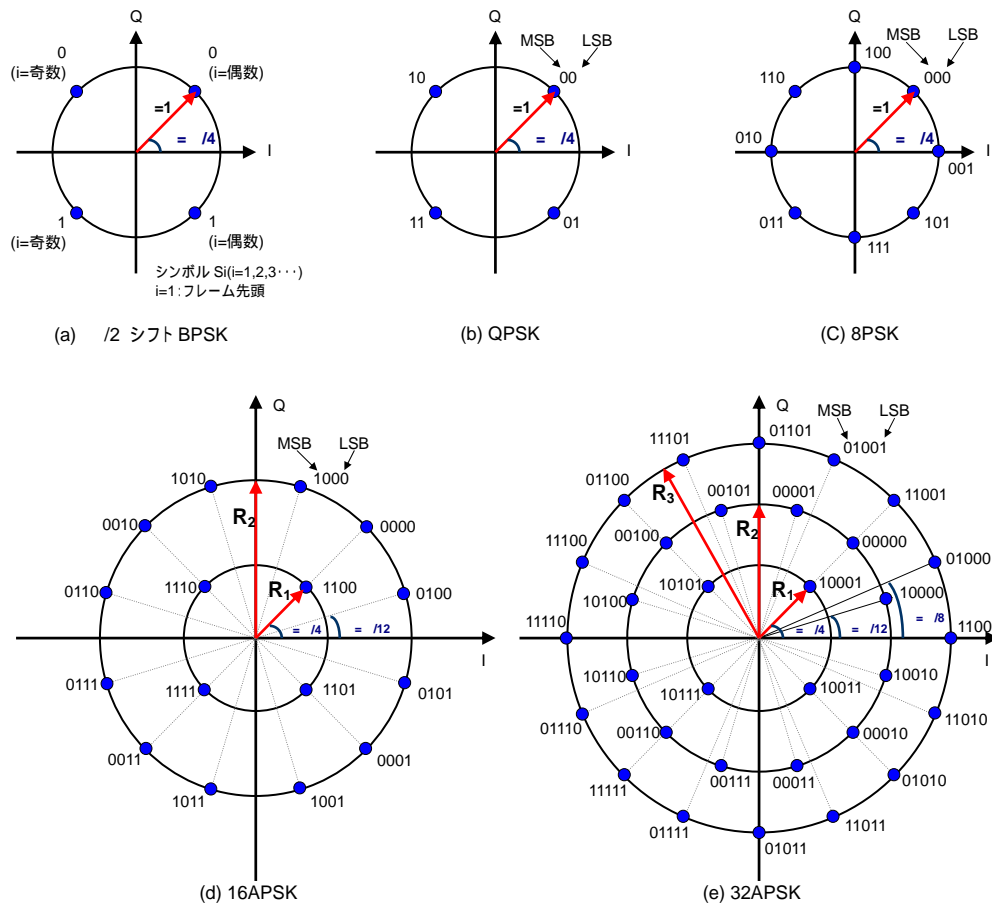 Q
0
(i=奇数)
0
(i=偶数)
=1
= /4
I
1
(i=奇数)
1
(i=偶数)
シンボル Si(i=1,2,3･･･)
i=1:フレーム先頭
(a) /2 シフト BPSK
Q
MSB LSB
10
00
=1
= /4
I
11
01
(b) QPSK
Q
MSB LSB
100
110
000
=1
= /4
010
I
001
011
101
111
(C) 8PSK
Q
MSB LSB
1010
1000
R2
0010
0000
1110
1100
R1
0110
0100
= /4
= /12
I
0111
1111
1101
0101
0011
0001
1011
1001
(d) 16APSK
Q
MSB LSB
01101
11101
01001
01100
R3
00101
00001
11001
R2
00100
00000
11100
01000
10101
10001
R1
10100
10000
= /4
= /12
= /8
11110
1100
I
10110
10111
10011
10010
01110
11010
00110
00010
00111
00011
11111
01010
01111
11011
01011
(e) 32APSK